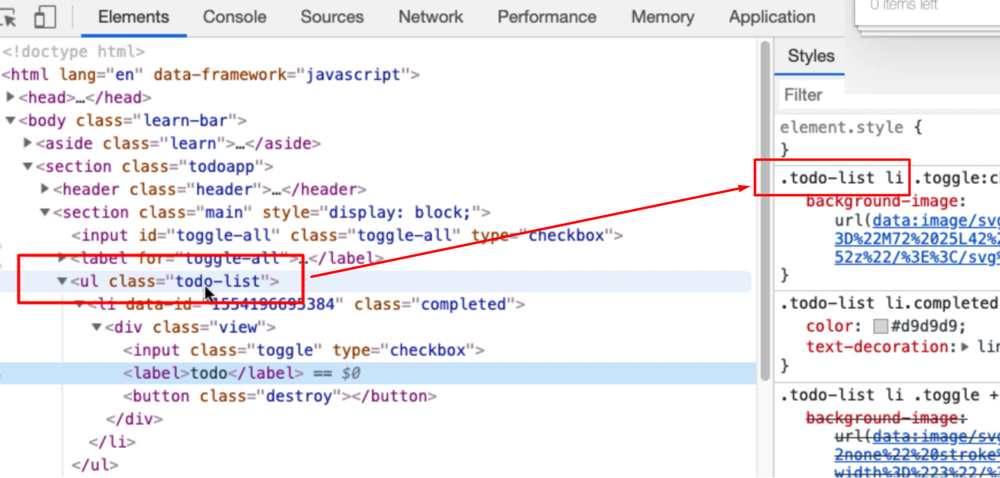 Elements Console Sources Network Performance Memory Application
0 items left
<!doctype html>
<html lang="en" data-framework="javascript">
<head>…</head>
<body class="learn-bar">
<aside class="learn">…</aside>
<section class="todoapp">
<header class="header">…</header>
<section class="main" style="display: block;">
<input id="toggle-all" class="toggle-all" type="checkbox">
<label for="toggle-all">…</label>
<ul class="todo-list">
<li data-id="1554196695384" class="completed">
<div class="view">
<input class="toggle" type="checkbox">
<label>todo</label> == $0
<button class="destroy"></button>
</div>
</li>
</ul>
Styles
Filter
element.style {
}
.todo-list li .toggle:ch
background-image:
url(data:image/svg
3D%22M72%2025L42%2
52z%22/%3E%3C/svg%
}
.todo-list li.completed
color: #d9d9d9;
text-decoration: lin
}
.todo-list li .toggle +
background-image:
url(data:image/svg
2none%22%20stroke%
width%3D%223%22/%3